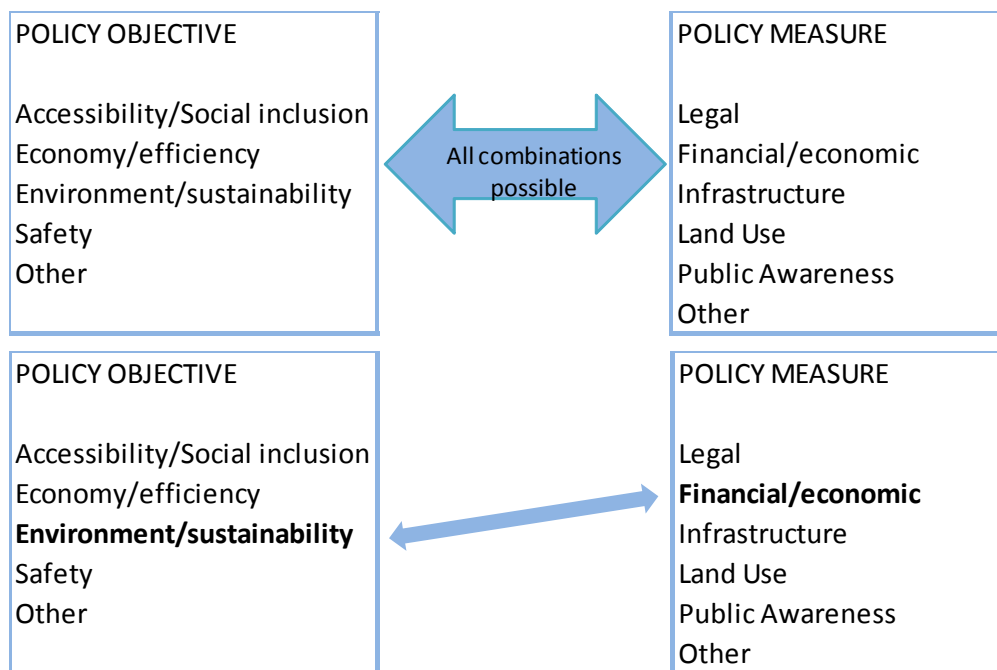 POLICY OBJECTIVE
Accessibility/Social inclusion
Economy/efficiency
Environment/sustainability
Safety
Other
All combinations
possible
POLICY MEASURE
Legal
Financial/economic
Infrastructure
Land Use
Public Awareness
Other
POLICY OBJECTIVE
Accessibility/Social inclusion
Economy/efficiency
Environment/sustainability
Safety
Other
POLICY MEASURE
Legal
Financial/economic
Infrastructure
Land Use
Public Awareness
Other